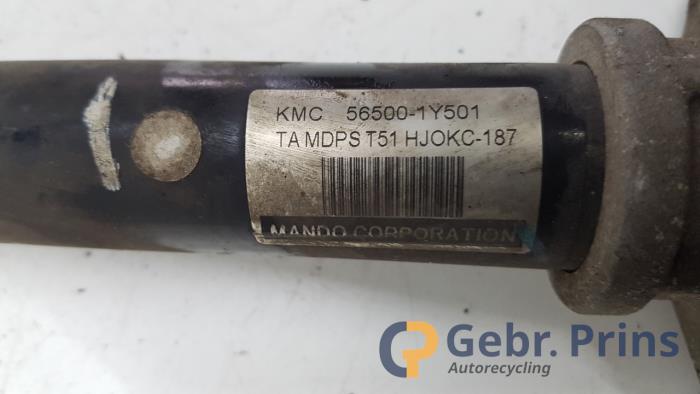 KMC 56500-1Y501
TA MDPS T51 HJOKC-187
MANDO CORPORATION
Gebr. Prins
Autorecycling